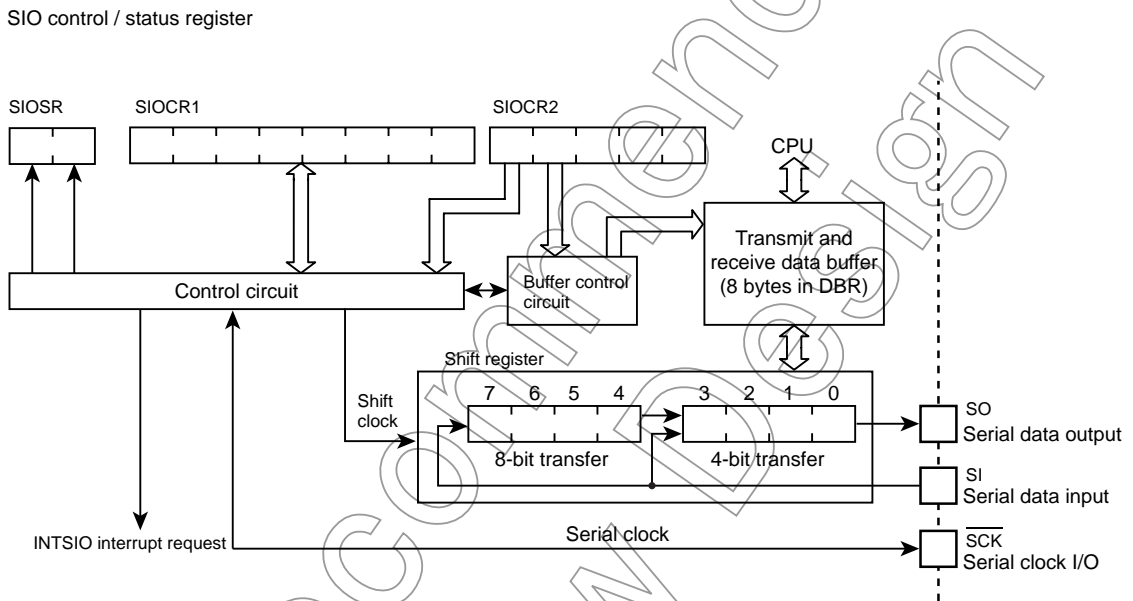 SIO control / status register
SIOSR
SIOCR1
SIOCR2
CPU
Transmit and
receive data buffer
(8 bytes in DBR)
Control circuit
Buffer control
circuit
Shift register
Shift
clock
7 6 5 4 3 2 1 0
8-bit transfer
4-bit transfer
SO
Serial data output
SI
Serial data input
INTSIO interrupt request
Serial clock
SCK
Serial clock I/O